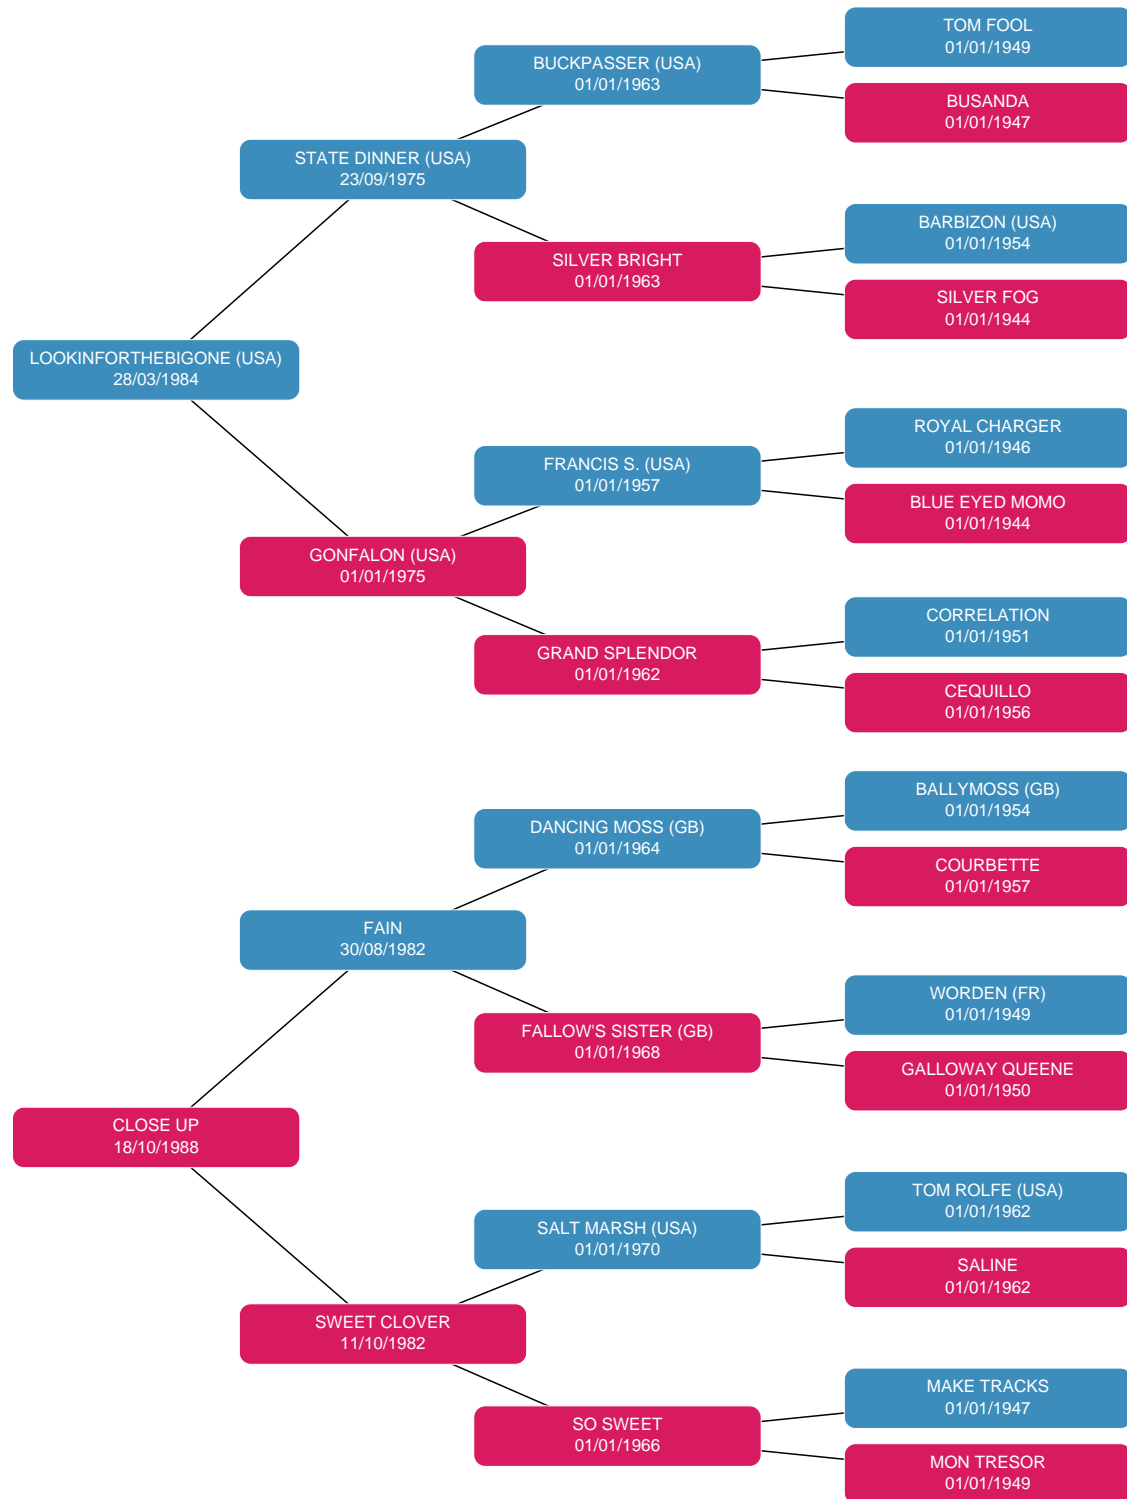 TOM FOOL
01/01/1949
BUCKPASSER (USA)
01/01/1963
BUSANDA
01/01/1947
STATE DINNER (USA)
23/09/1975
BARBIZON (USA)
01/01/1954
SILVER BRIGHT
01/01/1963
SILVER FOG
01/01/1944
LOOKINFORTHEBIGONE (USA)
28/03/1984
ROYAL CHARGER
01/01/1946
FRANCIS S. (USA)
01/01/1957
BLUE EYED MOMO
01/01/1944
GONFALON (USA)
01/01/1975
CORRELATION
01/01/1951
GRAND SPLENDOR
01/01/1962
CEQUILLO
01/01/1956
BALLYMOSS (GB)
01/01/1954
DANCING MOSS (GB)
01/01/1964
COURBETTE
01/01/1957
FAIN
30/08/1982
WORDEN (FR)
01/01/1949
FALLOW'S SISTER (GB)
01/01/1968
GALLOWAY QUEENE
01/01/1950
CLOSE UP
18/10/1988
TOM ROLFE (USA)
01/01/1962
SALT MARSH (USA)
01/01/1970
SALINE
01/01/1962
SWEET CLOVER
11/10/1982
MAKE TRACKS
01/01/1947
SO SWEET
01/01/1966
MON TRESOR
01/01/1949